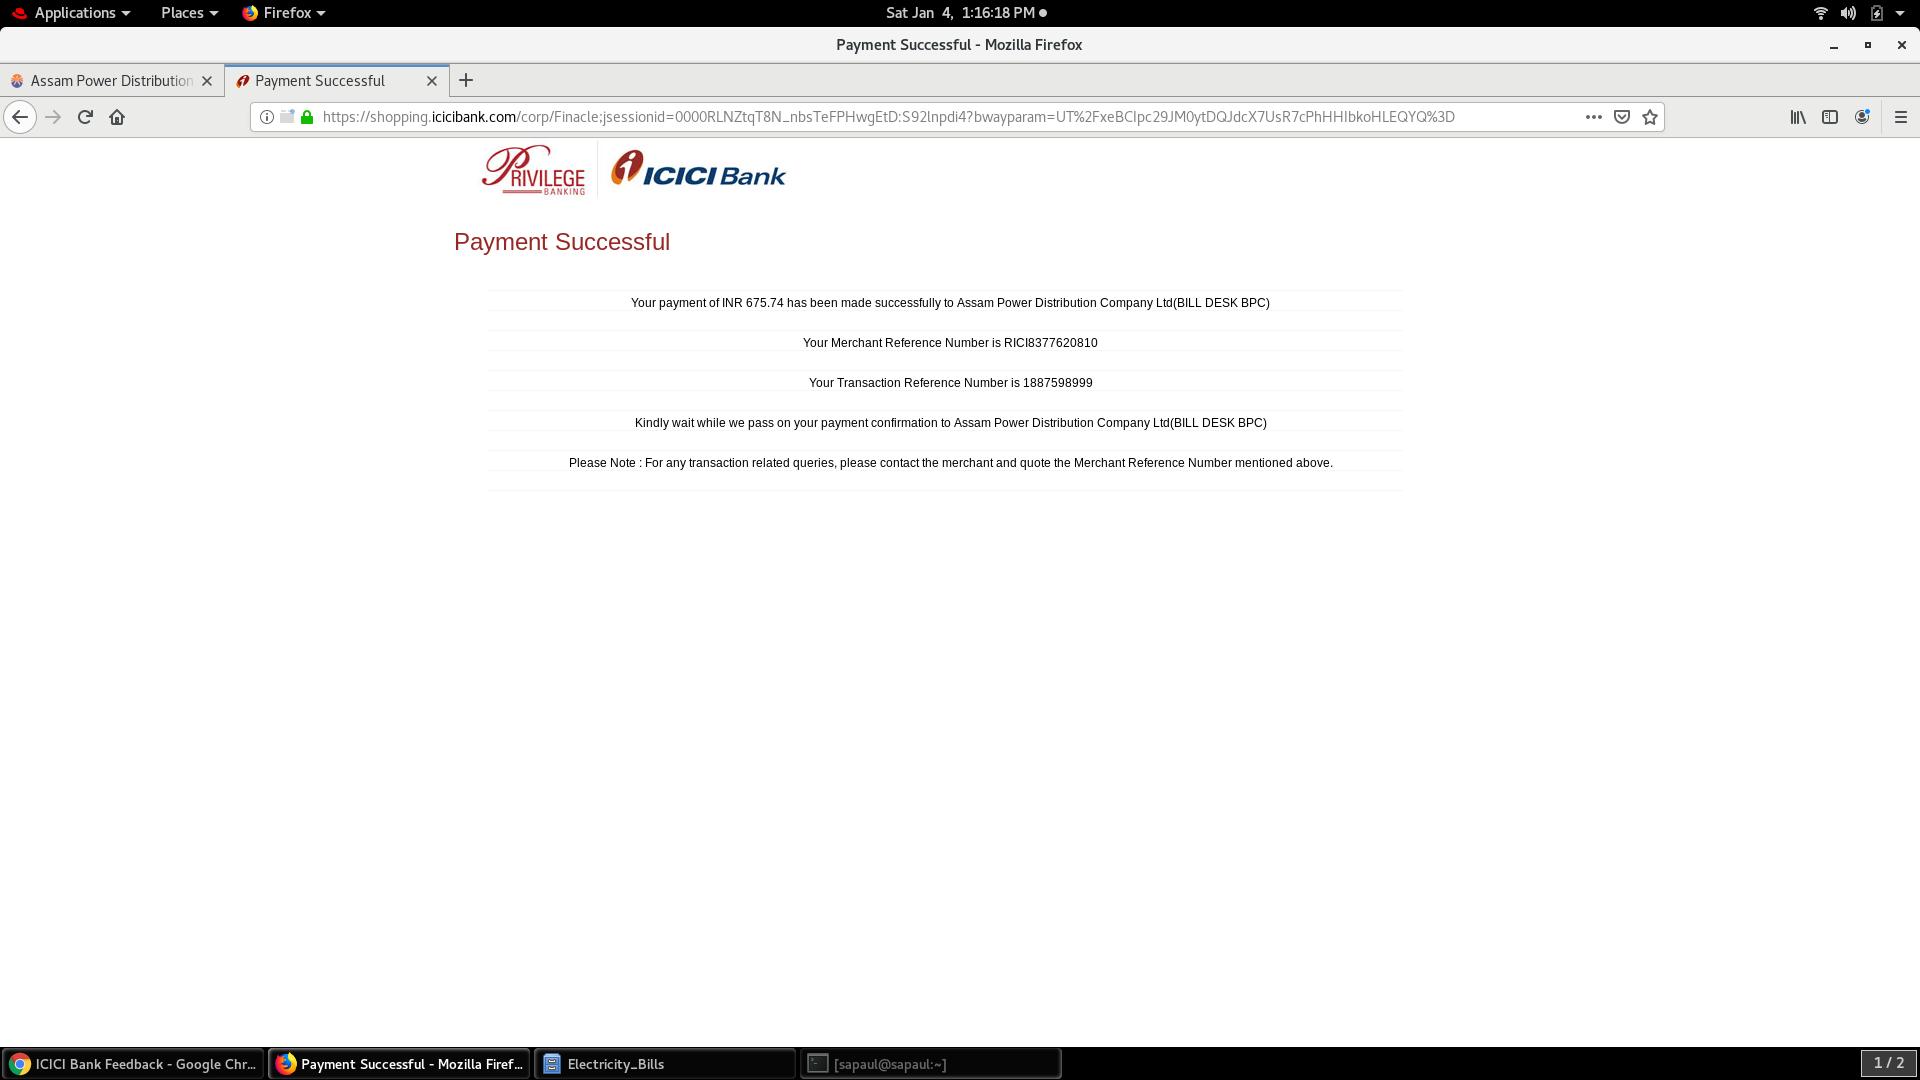 Applications Places Firefox Sat Jan 4, 1:16:18 PM
Payment Successful - Mozilla Firefox
Assam Power Distribution Payment Successful
https://shopping.icicibank.com/corp/Finacle;jsessionid=0000RLNZtqT8N_nbsTeFPHwgEtD:S92lnpdi4?bwayparam=UT%2FxeBCIpc29JM0ytDQJdcX7UsR7cPhHHIbkoHLEQYQ%3D
PRIVILEGE BANKING ICICI Bank
Payment Successful
Your payment of INR 675.74 has been made successfully to Assam Power Distribution Company Ltd(BILL DESK BPC)
Your Merchant Reference Number is RICI8377620810
Your Transaction Reference Number is 1887598999
Kindly wait while we pass on your payment confirmation to Assam Power Distribution Company Ltd(BILL DESK BPC)
Please Note : For any transaction related queries, please contact the merchant and quote the Merchant Reference Number mentioned above.
ICICI Bank Feedback - Google Chr... Payment Successful - Mozilla Firef... Electricity_Bills [sapaul@sapaul:~] 1 / 2